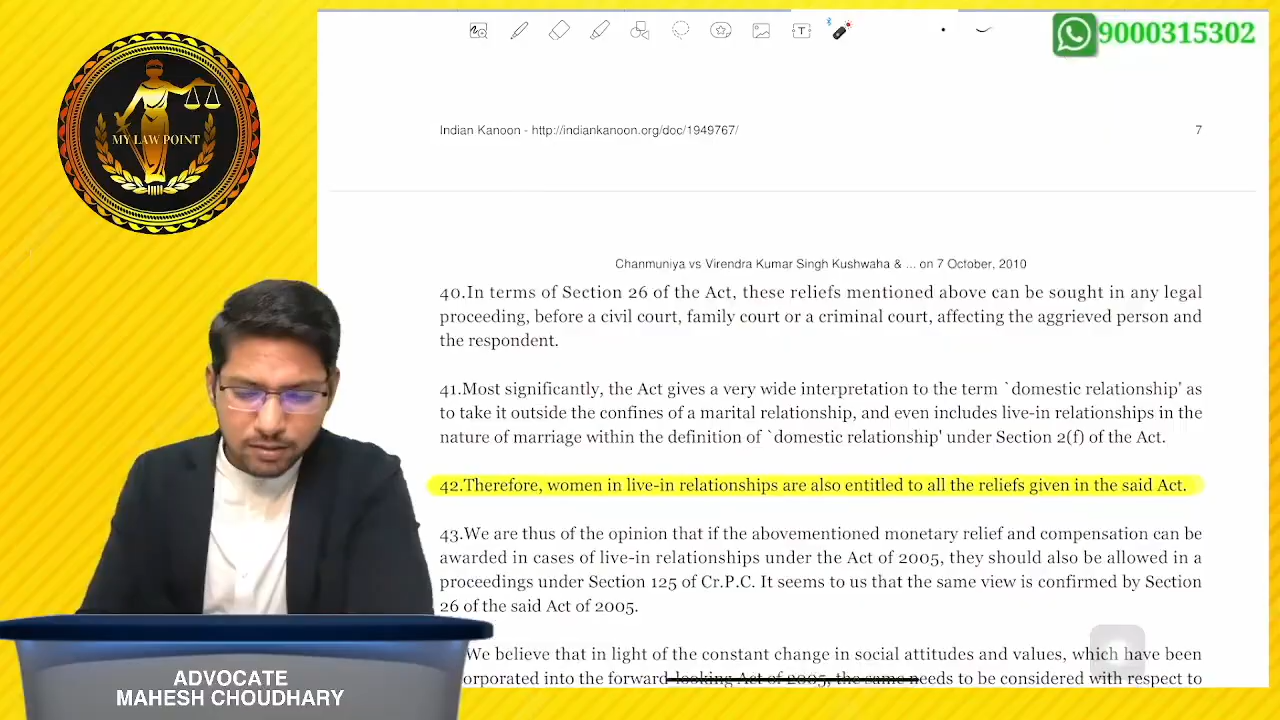 9000315302
MY LAW POINT
Indian Kanoon - http://indiankanoon.org/doc/1949767/
7
Chanmuniya vs Virendra Kumar Singh Kushwaha & ... on 7 October, 2010
40.In terms of Section 26 of the Act, these reliefs mentioned above can be sought in any legal
proceeding, before a civil court, family court or a criminal court, affecting the aggrieved person and
the respondent.
41.Most significantly, the Act gives a very wide interpretation to the term `domestic relationship' as
to take it outside the confines of a marital relationship, and even includes live-in relationships in the
nature of marriage within the definition of `domestic relationship' under Section 2(f) of the Act.
42.Therefore, women in live-in relationships are also entitled to all the reliefs given in the said Act.
43.We are thus of the opinion that if the abovementioned monetary relief and compensation can be
awarded in cases of live-in relationships under the Act of 2005, they should also be allowed in a
proceedings under Section 125 of Cr.P.C. It seems to us that the same view is confirmed by Section
26 of the said Act of 2005.
We believe that in light of the constant change in social attitudes and values, which have been
orporated into the forward-looking Act of 2005, the same needs to be considered with respect to
ADVOCATE
MAHESH CHOUDHARY